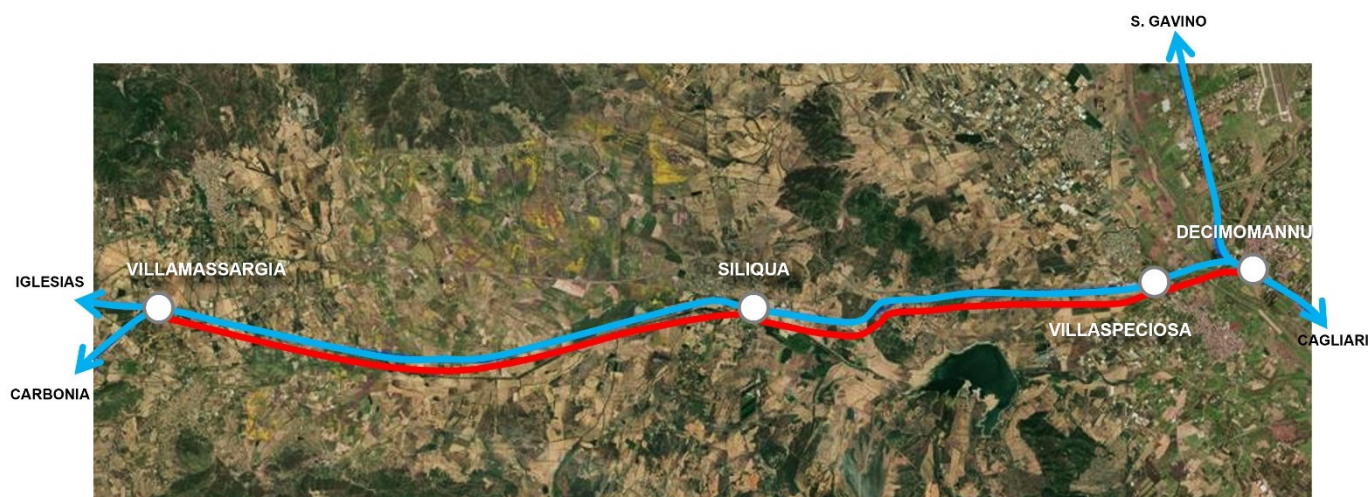 S. GAVINO
DECIMOMANNU
VILLAMASSARGIA
SILIQUA
IGLESIAS
VILLASPECIOSA
CAGLIARI
CARBONIA